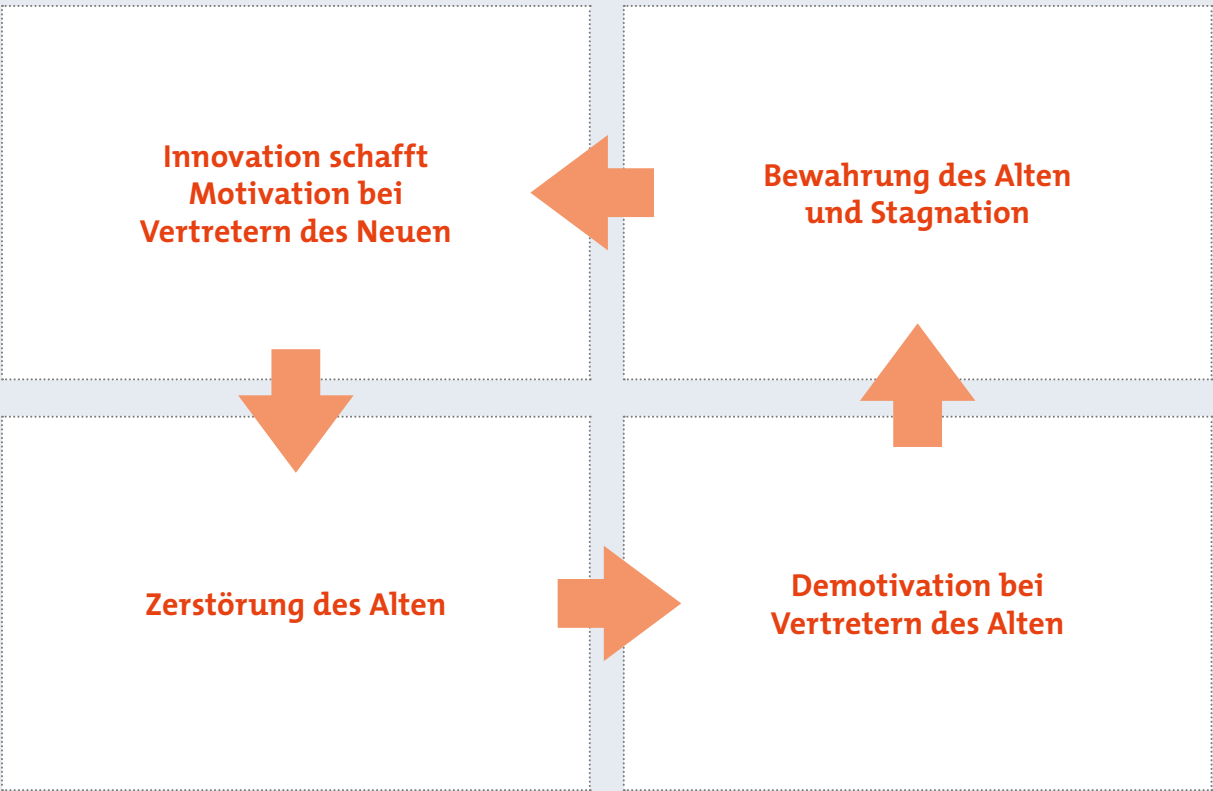 Innovation schafft
Motivation bei
Vertretern des Neuen
Bewahrung des Alten
und Stagnation
Zerstörung des Alten
Demotivation bei
Vertretern des Alten